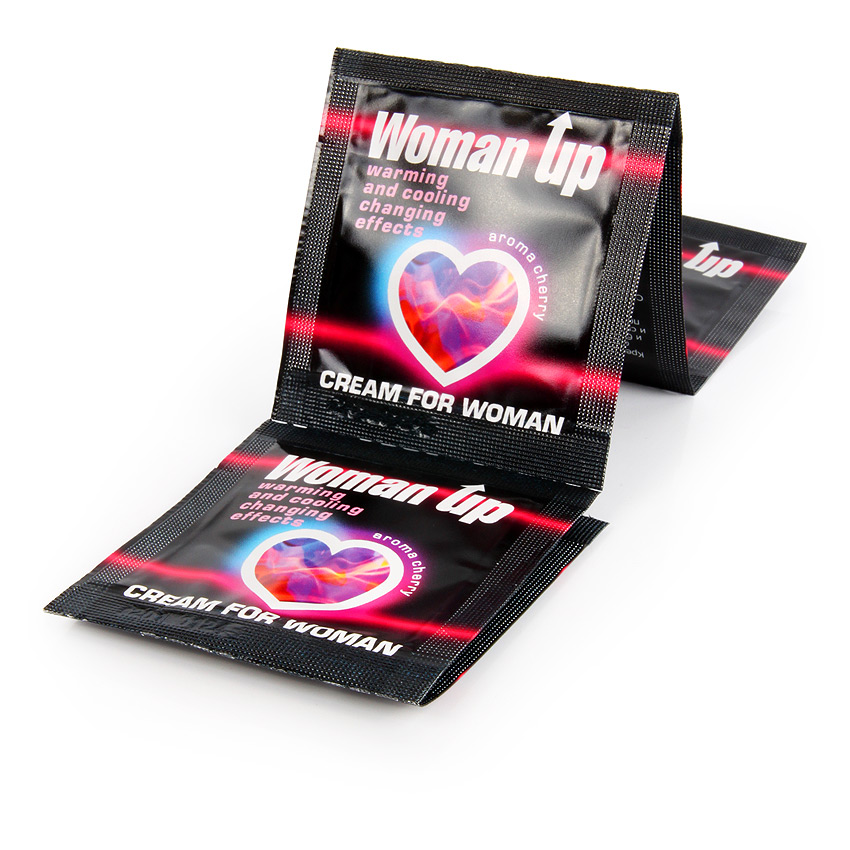 Woman up
warming
and cooling
changing
effects
aroma cherry
CREAM FOR WOMAN
Woman up
warming
and cooling
changing
effects
aroma cherry
CREAM FOR WOMAN
up